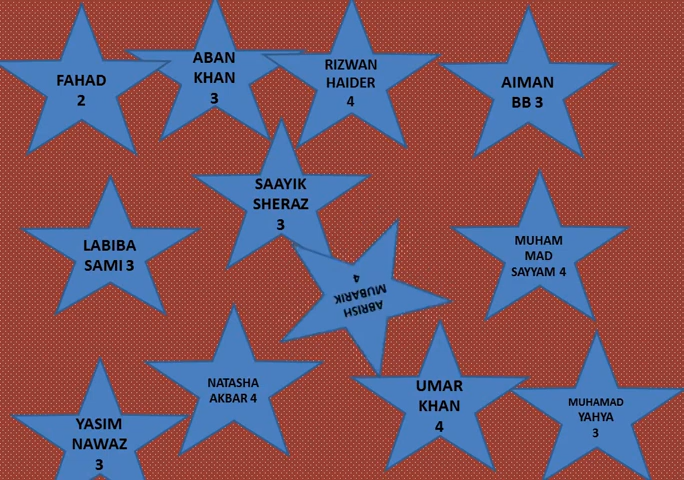 FAHAD
2
ABAN
KHAN
3
RIZWAN
HAIDER
4
AIMAN
BB 3
SAAYIK
SHERAZ
3
LABIBA
SAMI 3
MUHAM
MAD
SAYYAM 4
ABRISH
MUBARIK
4
NATASHA
AKBAR 4
UMAR
KHAN
4
MUHAMAD
YAHYA
3
YASIM
NAWAZ
3